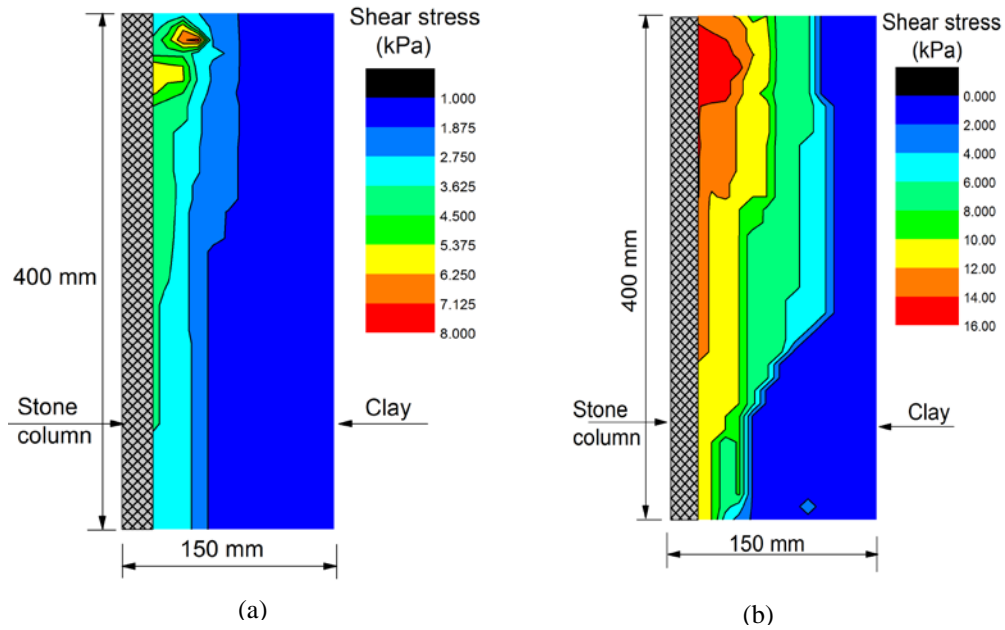 Shear stress
(kPa)
1.000
1.875
2.750
3.625
4.500
5.375
6.250
7.125
8.000
400 mm
Stone
column
Clay
150 mm
(a)
Shear stress
(kPa)
0.000
2.000
4.000
6.000
8.000
10.00
12.00
14.00
16.00
400 mm
Stone
column
Clay
150 mm
(b)